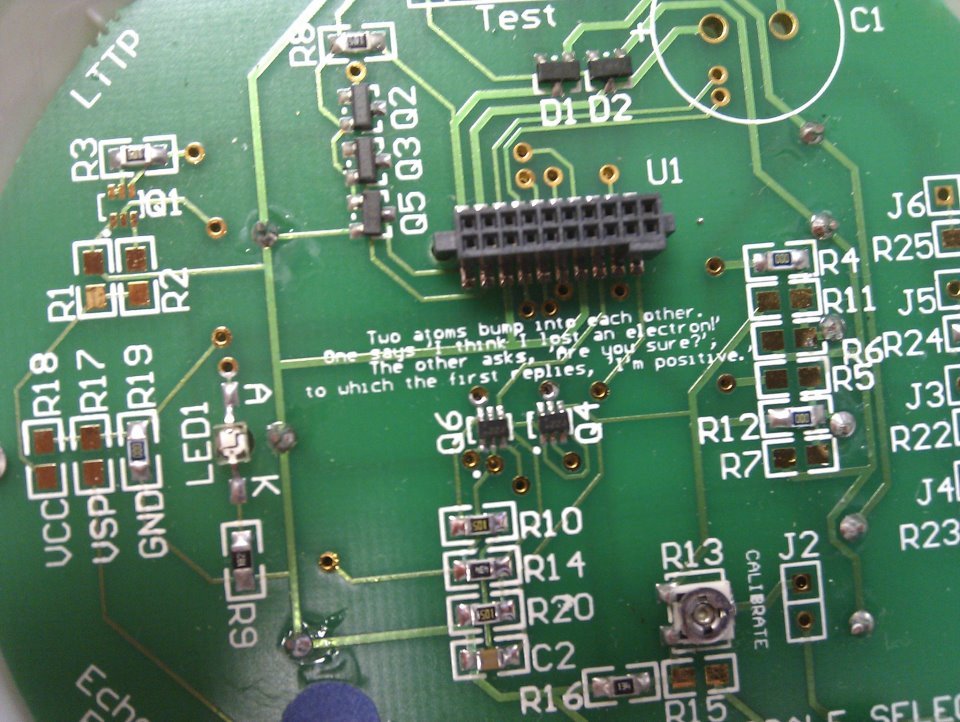 Test
C1
LTTP
R8
Q2
D1
D2
R3
Q3
U1
Q1
Q5
J6
R25
R1
R2
R4
R11
J5
R24
Two atoms bump into each other.
One says 'I think I lost an electron!'
The other asks, 'Are you sure?',
to which the first replies, 'I'm positive.'
R6
R5
R18
R17
R19
A
LED1
K
Q6
Q4
R12
R7
J3
R22
J4
R23
VCC
VSP
GND
R9
R10
R14
R20
C2
R13
CALIBRATE
J2
R16
R15